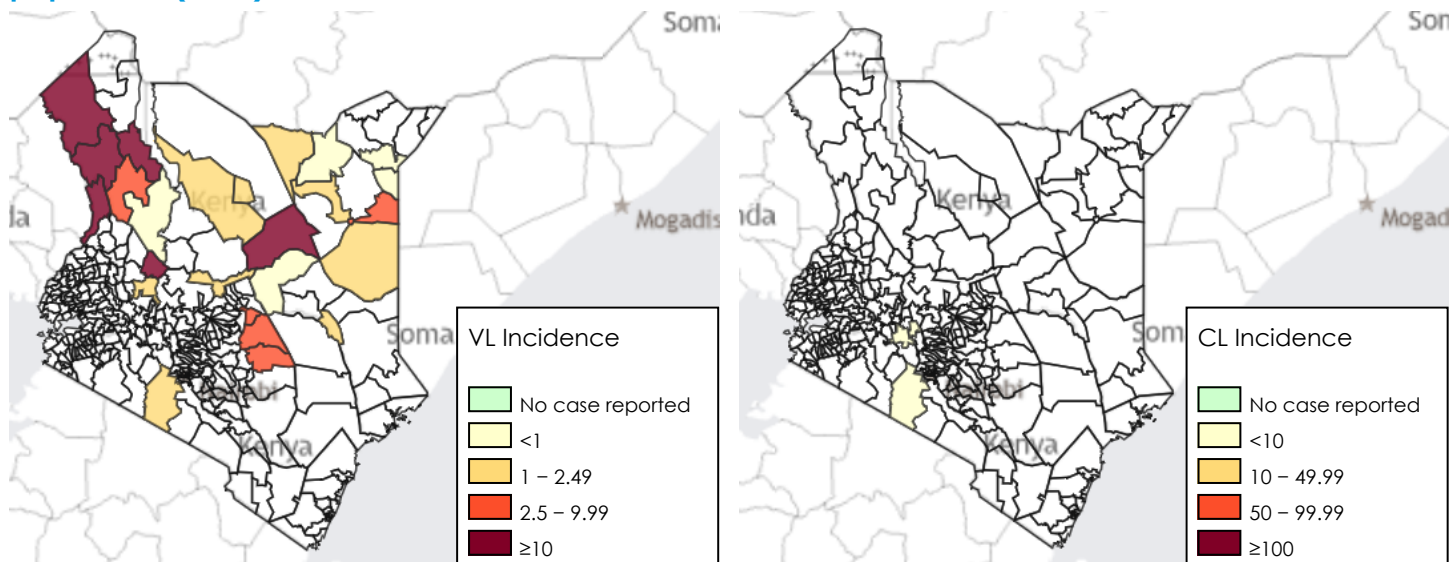 Soma
Kenya
da
Mogadis
Soma
Kenya
VL Incidence
No case reported
<1
1 – 2.49
2.5 – 9.99
≥10
Son
Kenya
nda
Mogad
Som
Kenya
CL Incidence
No case reported
<10
10 – 49.99
50 – 99.99
≥100